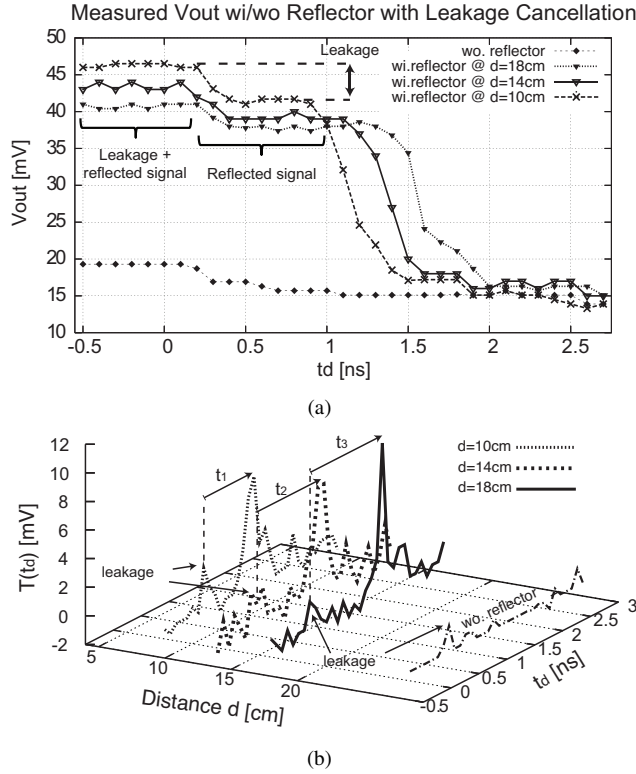 Measured Vout wi/wo Reflector with Leakage Cancellation
50
45
40
35
30
25
20
15
10
Vout [mV]
Leakage
wo. reflector
wi.reflector @ d=18cm
wi.reflector @ d=14cm
wi.reflector @ d=10cm
Leakage +
reflected signal
Reflected signal
-0.5 0 0.5 1 1.5 2 2.5
td [ns]
(a)
12
10
8
6
4
2
0
-2
T(td) [mV]
t1
t2
t3
d=10cm
d=14cm
d=18cm
leakage
leakage
wo. reflector
5 10 15 20
Distance d [cm]
-0.5 0 0.5 1 1.5 2 2.5 3
td [ns]
(b)